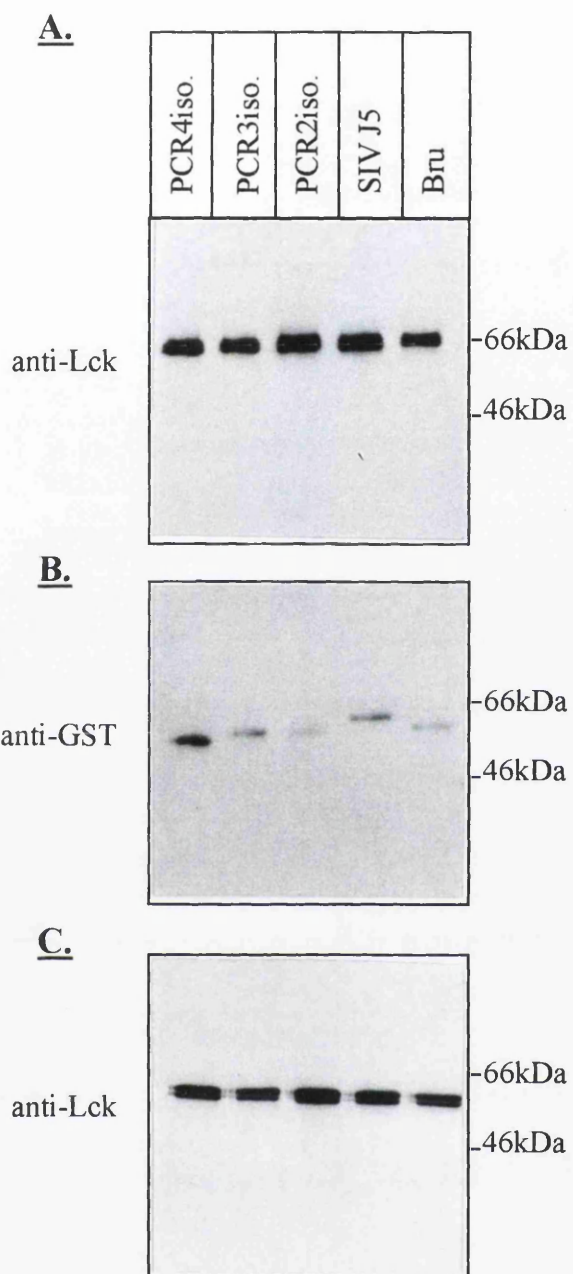 A.
PCR4iso.
PCR3iso.
PCR2iso.
SIV J5
Bru
anti-Lck
-66kDa
-46kDa
B.
anti-GST
-66kDa
-46kDa
C.
anti-Lck
-66kDa
-46kDa